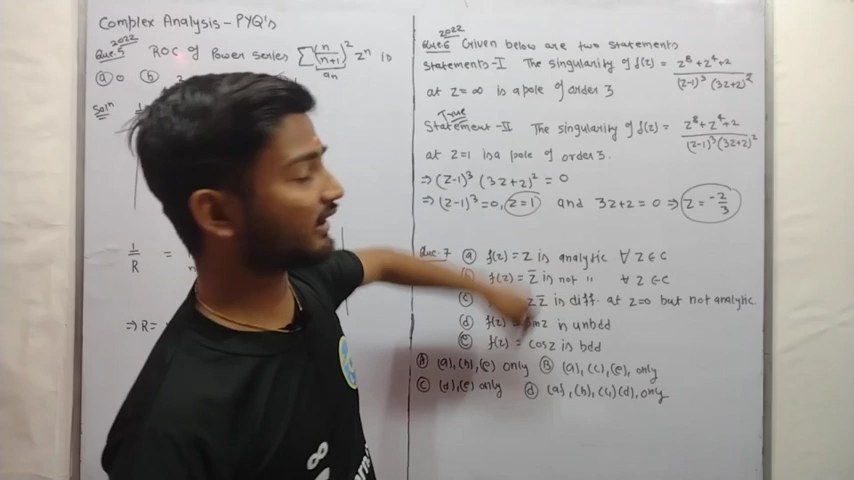 Complex Analysis - PYQ's
Que.5 2022 ROC of Power series ∑ (n/n+1)² zⁿ is
aₙ
ⓐ 0 ⓑ
Solⁿ
1/R =
⇒ R =
Que.6 2022 Given below are two statements
Statements-I The singularity of f(z) = z⁸+z⁴+2 / (z-1)³ (3z+2)²
at z=∞ is a pole of order 3
True
Statement-II The singularity of f(z) = z⁸+z⁴+2 / (z-1)³(3z+2)²
at z=1 is a pole of order 3.
⇒ (z-1)³ (3z+2)² = 0
⇒ (z-1)³=0, z=1 and 3z+2=0 ⇒ z = -2/3
Que.7 ⓐ f(z) = z is analytic ∀ z∈C
f(z) = z̄ is not " ∀ z∈C
zz̄ is diff. at z=0 but not analytic
ⓓ f(z) = sinz is unbdd
ⓔ f(z) = cosz is bdd
Ⓐ (a),(b),(e) only Ⓑ (a),(c),(e), only
Ⓒ (d),(e) only ⓓ (a),(b),(c)(d), only